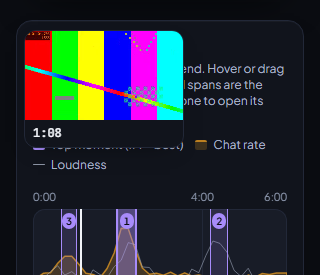 end. Hover or drag
spans are the
one to open its
1:08
Chat rate
Loudness
0:00 4:00 6:00
3 1 2